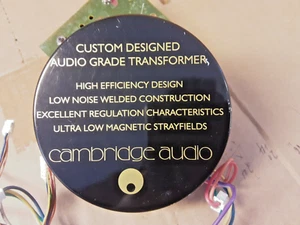 CUSTOM DESIGNED
AUDIO GRADE TRANSFORMER
HIGH EFFICIENCY DESIGN
LOW NOISE WELDED CONSTRUCTION
EXCELLENT REGULATION CHARACTERISTICS
ULTRA LOW MAGNETIC STRAYFIELDS
cambridge audio